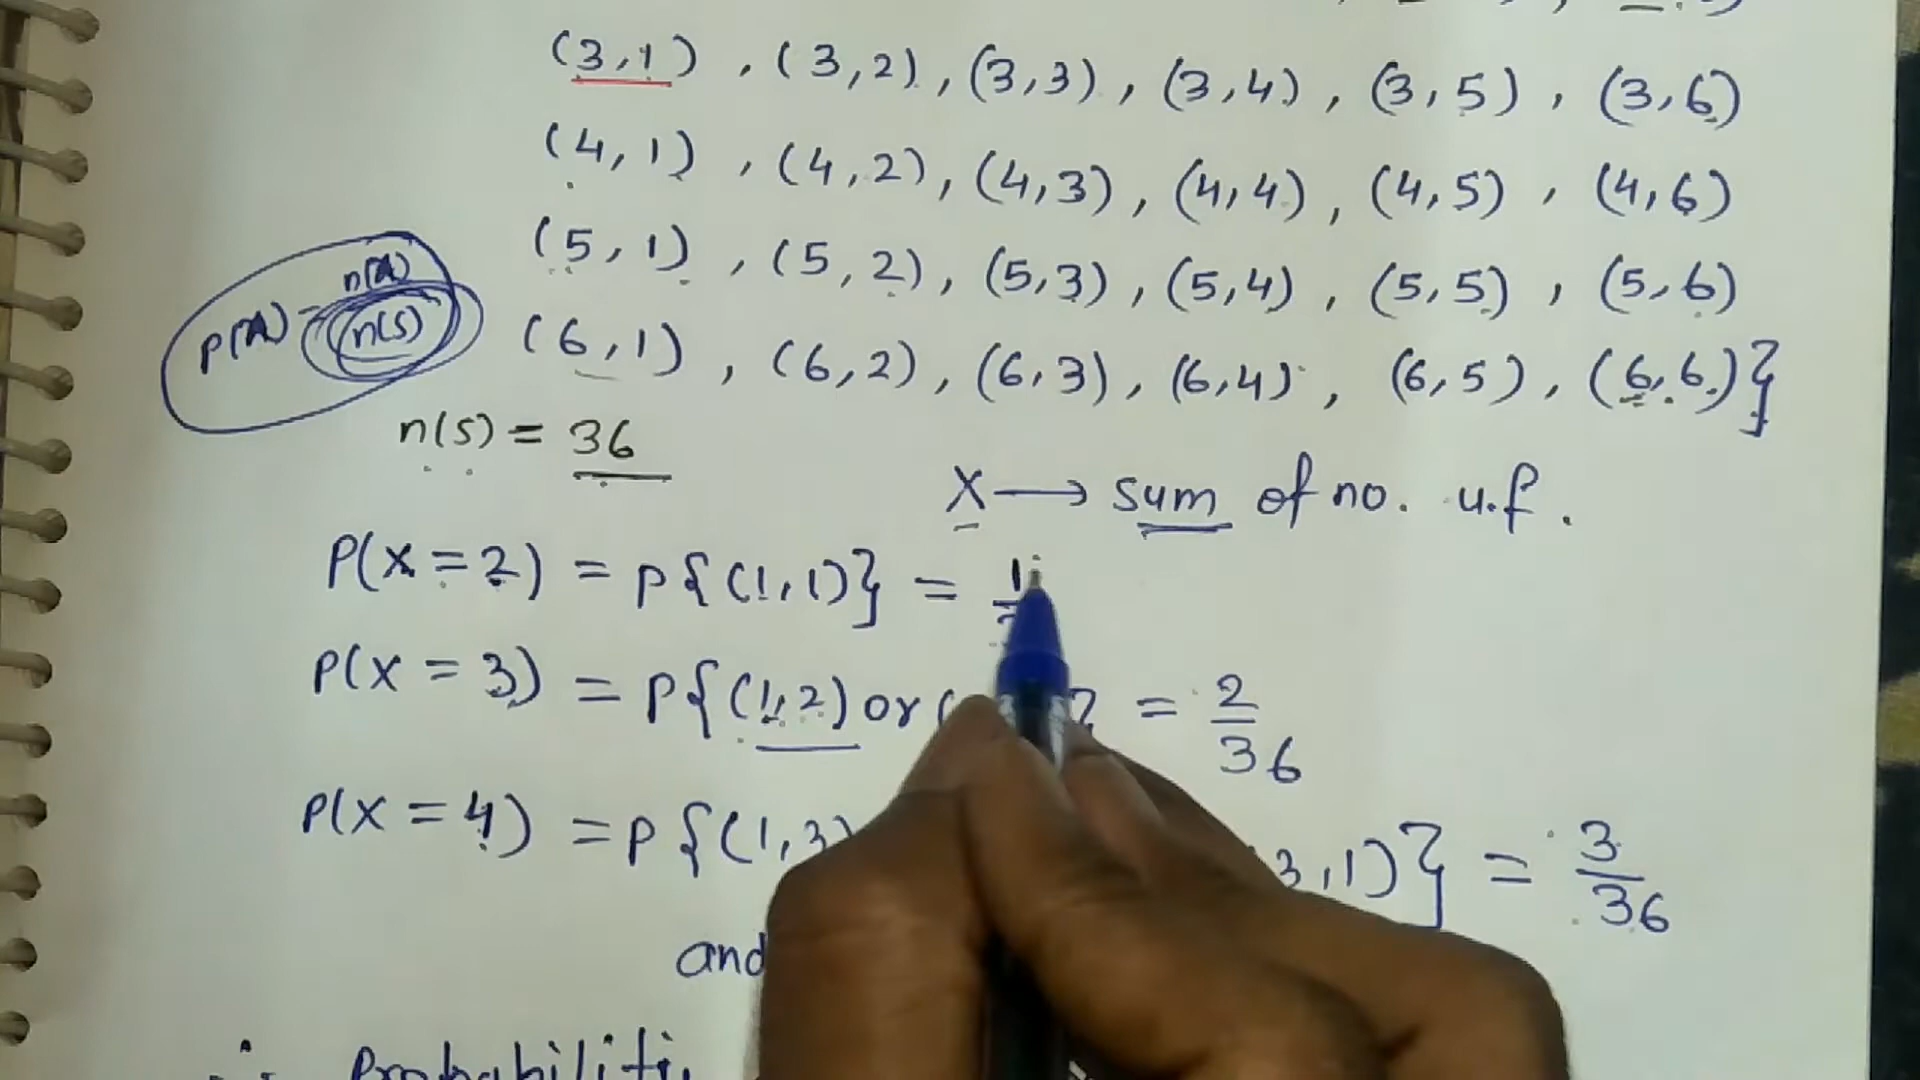 (3,1) , (3,2) , (3,3) , (3,4) , (3,5) , (3,6)
(4,1) , (4,2) , (4,3) , (4,4) , (4,5) , (4,6)
(5,1) , (5,2) , (5,3) , (5,4) , (5,5) , (5,6)
(6,1) , (6,2) , (6,3) , (6,4) , (6,5) , (6,6)}
P(A) = n(A)/n(S)
n(S) = 36
X → sum of no. u.f.
P(X = 2) = P{(1,1)} = 1
P(X = 3) = P{(1,2) or = 2/36
P(X = 4) = P{(1,3) 3,1)} = 3/36
and
∴ Probabiliti